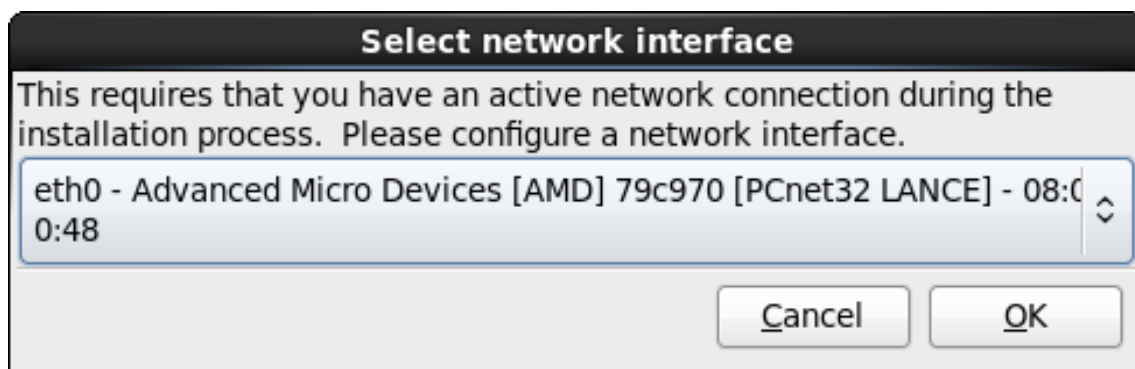 Select network interface
This requires that you have an active network connection during the
installation process.  Please configure a network interface.
eth0 - Advanced Micro Devices [AMD] 79c970 [PCnet32 LANCE] - 08:
0:48
Cancel
OK